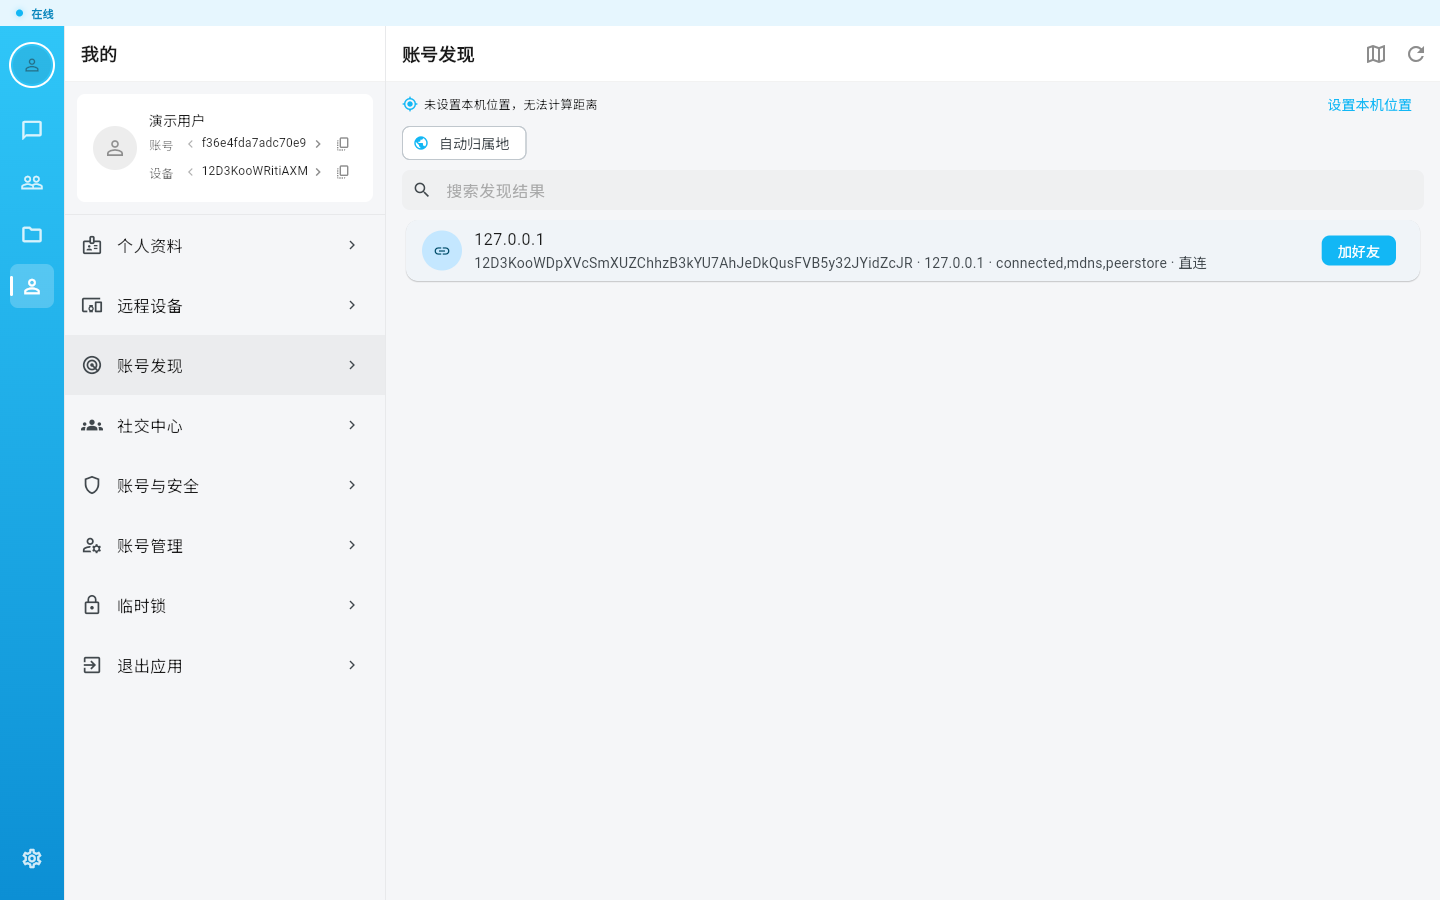 在线
我的
演示用户
账号 f36e4fda7adc70e9
设备 12D3KooWRitiAXM
个人资料
远程设备
账号发现
社交中心
账号与安全
账号管理
临时锁
退出应用
账号发现
未设置本机位置，无法计算距离
设置本机位置
自动归属地
搜索发现结果
127.0.0.1
12D3KooWDpXVcSmXUZChhzB3kYU7AhJeDkQusFVB5y32JYidZcJR · 127.0.0.1 · connected,mdns,peerstore · 直连
加好友